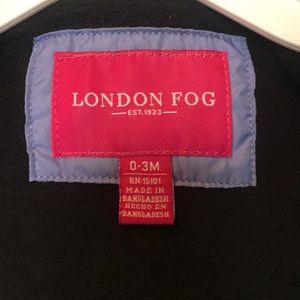 LONDON FOG
EST.1923
0-3M
RN 15101
MADE IN
BANGLADESH
HECHO EN
BANGLADESH